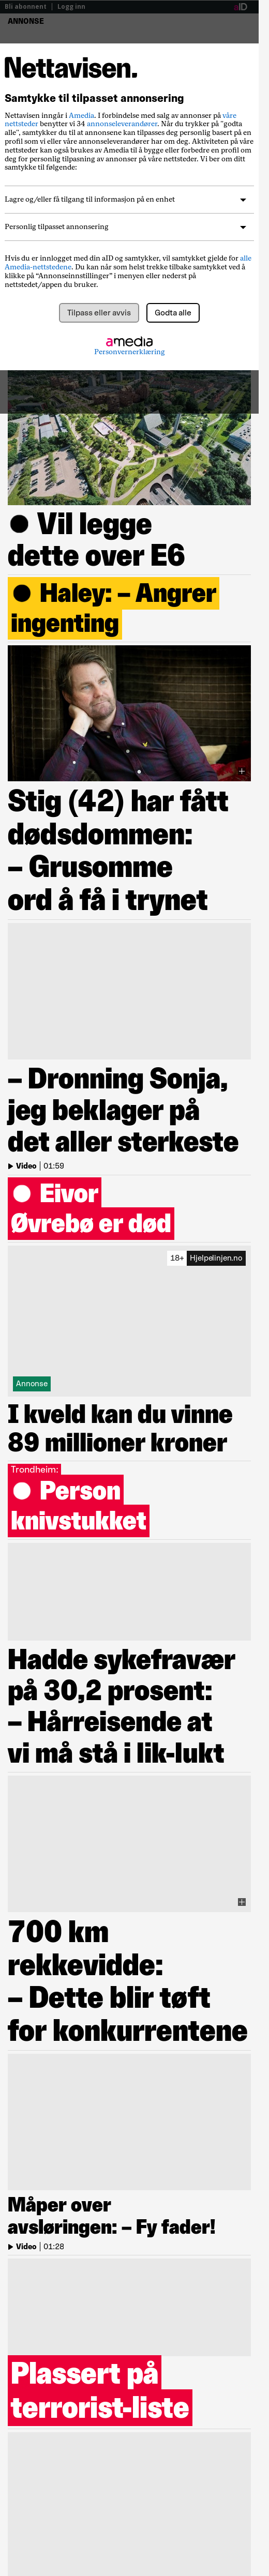 Bli abonnent | Logg inn
aID
ANNONSE
Nettavisen.
Samtykke til tilpasset annonsering
Nettavisen inngår i Amedia. I forbindelse med salg av annonser på våre
nettsteder benytter vi 34 annonseleverandører. Når du trykker på "godta
alle", samtykker du til at annonsene kan tilpasses deg personlig basert på en
profil som vi eller våre annonseleverandører har om deg. Aktiviteten på våre
nettsteder kan også brukes av Amedia til å bygge eller forbedre en profil om
deg for personlig tilpasning av annonser på våre nettsteder. Vi ber om ditt
samtykke til følgende:
Lagre og/eller få tilgang til informasjon på en enhet
Personlig tilpasset annonsering
Hvis du er innlogget med din aID og samtykker, vil samtykket gjelde for alle
Amedia-nettstedene. Du kan når som helst trekke tilbake samtykket ved å
klikke på “Annonseinnstillinger” i menyen eller nederst på
nettstedet/appen du bruker.
Tilpass eller avvis
Godta alle
amedia
Personvernerklæring
Vil legge
dette over E6
Haley: – Angrer
ingenting
Stig (42) har fått
dødsdommen:
– Grusomme
ord å få i trynet
– Dronning Sonja,
jeg beklager på
det aller sterkeste
Video | 01:59
Eivor
Øvrebø er død
18+ Hjelpelinjen.no
Annonse
I kveld kan du vinne
89 millioner kroner
Trondheim:
Person
knivstukket
Hadde sykefravær
på 30,2 prosent:
– Hårreisende at
vi må stå i lik-lukt
700 km
rekkevidde:
– Dette blir tøft
for konkurrentene
Måper over
avsløringen: – Fy fader!
Video | 01:28
Plassert på
terrorist-liste